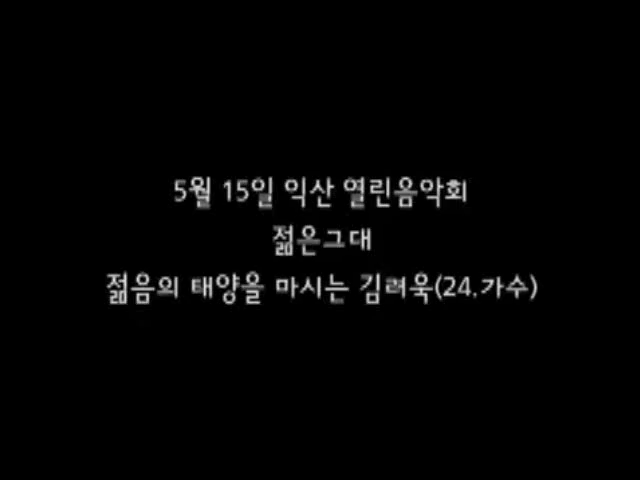 5월 15일 익산 열린음악회
젊은그대
젊음의 태양을 마시는 김려욱(24.가수)